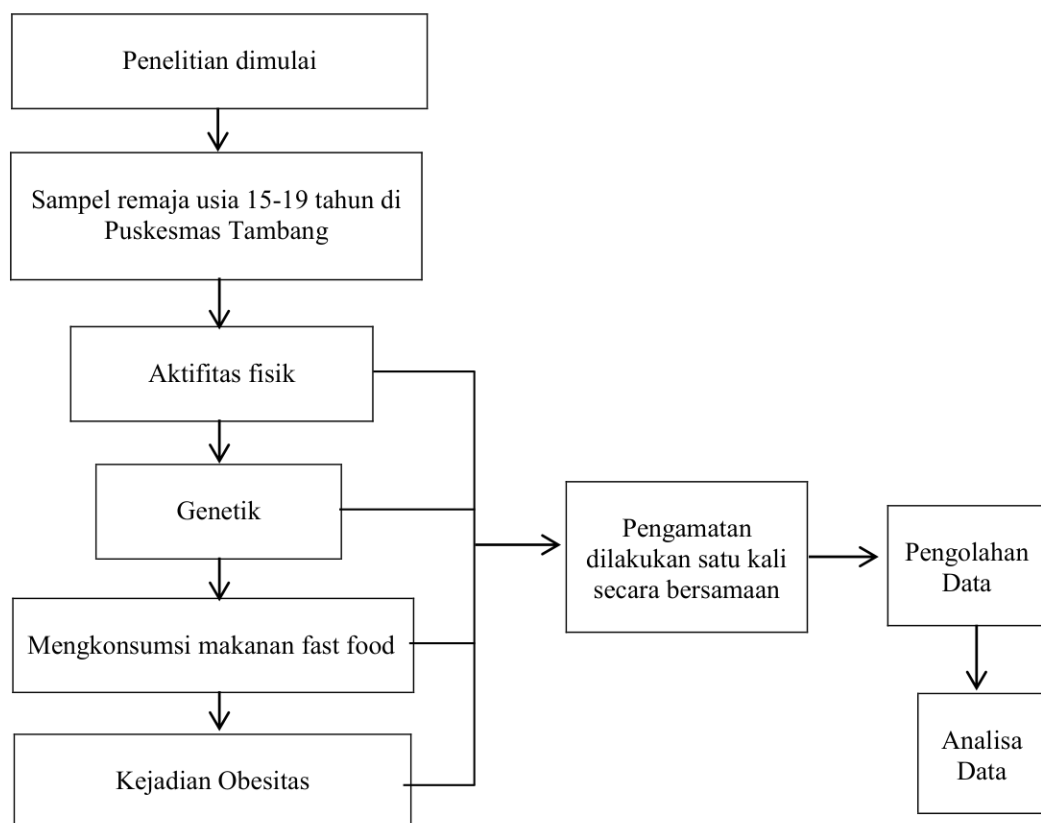 Penelitian dimulai
Sampel remaja usia 15-19 tahun di
Puskesmas Tambang
Aktifitas fisik
Genetik
Mengkonsumsi makanan fast food
Kejadian Obesitas
Pengamatan
dilakukan satu kali
secara bersamaan
Pengolahan
Data
Analisa
Data